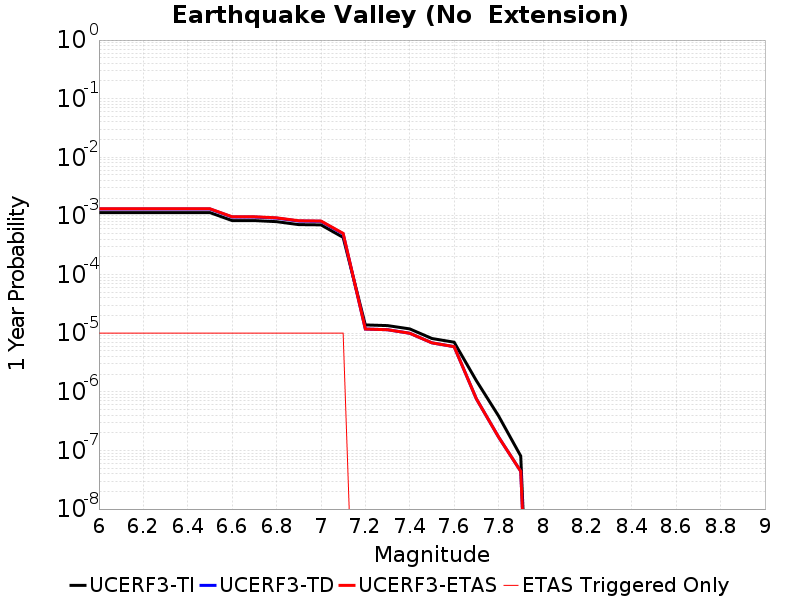 Earthquake Valley (No  Extension)
1 Year Probability
10^0
10^-1
10^-2
10^-3
10^-4
10^-5
10^-6
10^-7
10^-8
6 6.2 6.4 6.6 6.8 7 7.2 7.4 7.6 7.8 8 8.2 8.4 8.6 8.8 9
Magnitude
UCERF3-TI UCERF3-TD UCERF3-ETAS ETAS Triggered Only